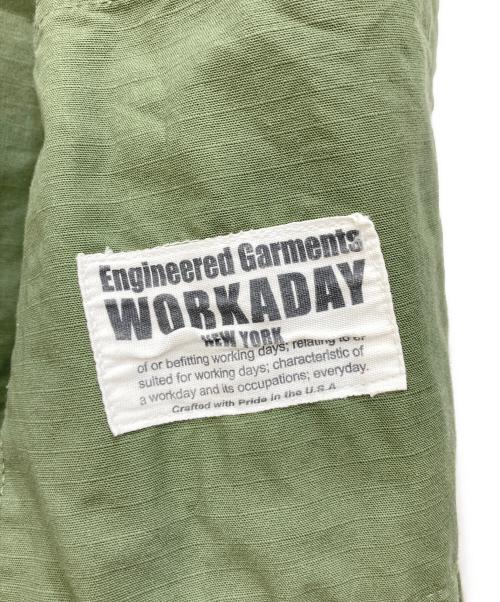 Engineered Garments
WORKADAY
NEW YORK
of or befitting working days; relating to or
suited for working days; characteristic of
a workday and its occupations; everyday.
Crafted with Pride in the U.S.A